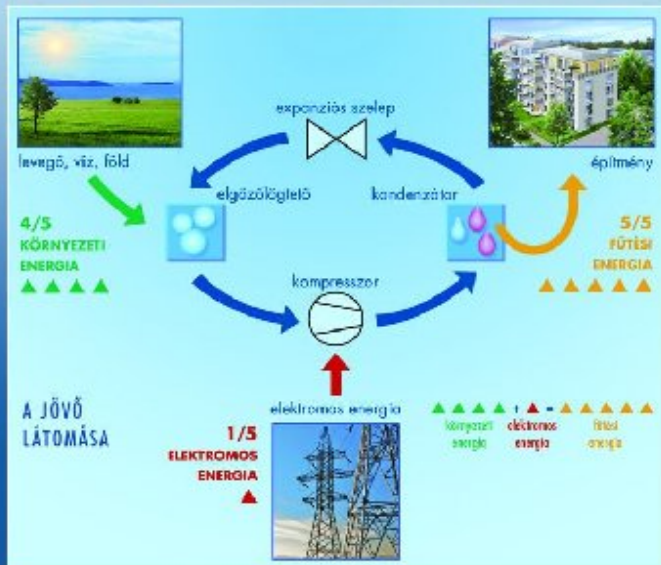 expanziós szelep
levegő, víz, föld
építmény
elgőzölögtető
kondenzátor
4/5
KÖRNYEZETI
ENERGIA
5/5
FŰTÉSI
ENERGIA
kompresszor
A JÖVŐ
LÁTOMÁSA
elektromos energia
1/5
ELEKTROMOS
ENERGIA
+ =
környezeti elektromos fűtési
energia energia energia